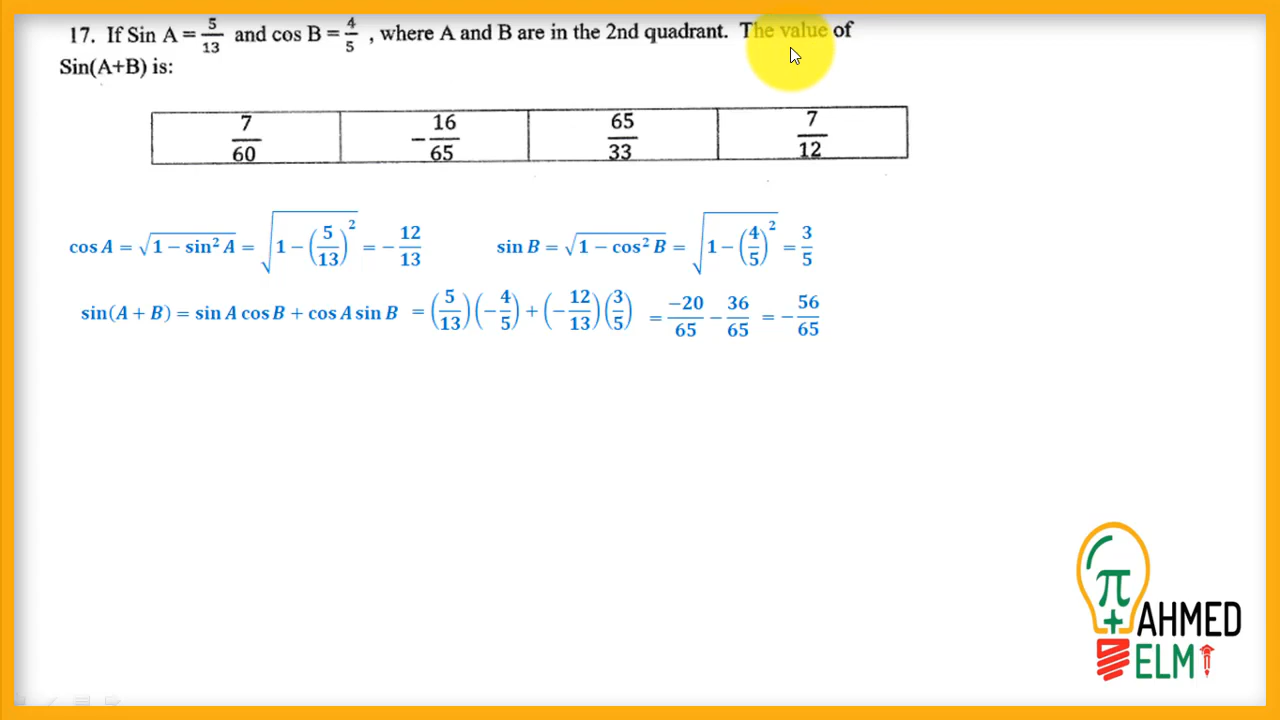 17. If Sin A = 5/13 and cos B = 4/5 , where A and B are in the 2nd quadrant. The value of
Sin(A+B) is:
7/60 −16/65 65/33 7/12
cos A = √(1 − sin² A) = √(1 − (5/13)²) = −12/13 sin B = √(1 − cos² B) = √(1 − (4/5)²) = 3/5
sin(A + B) = sin A cos B + cos A sin B = (5/13)(−4/5) + (−12/13)(3/5) = −20/65 − 36/65 = −56/65
π
+
AHMED
ELMI